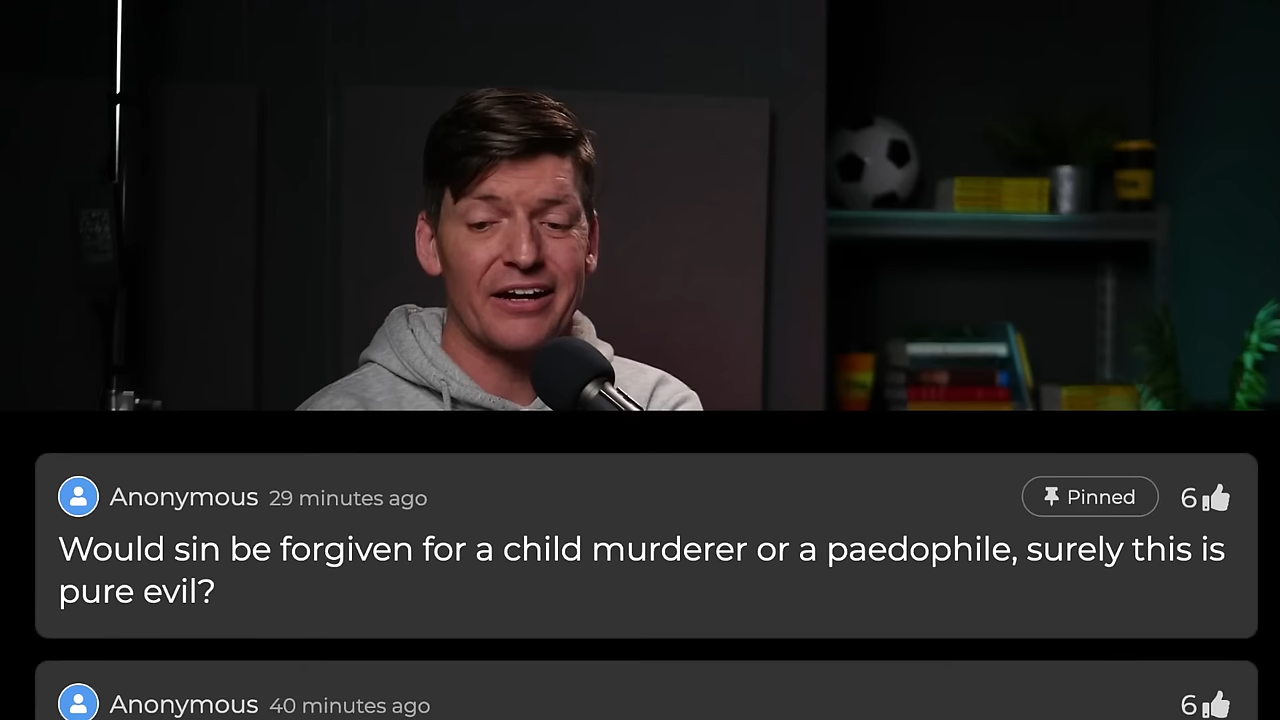 Anonymous 29 minutes ago Pinned 6
Would sin be forgiven for a child murderer or a paedophile, surely this is
pure evil?
Anonymous 40 minutes ago 6